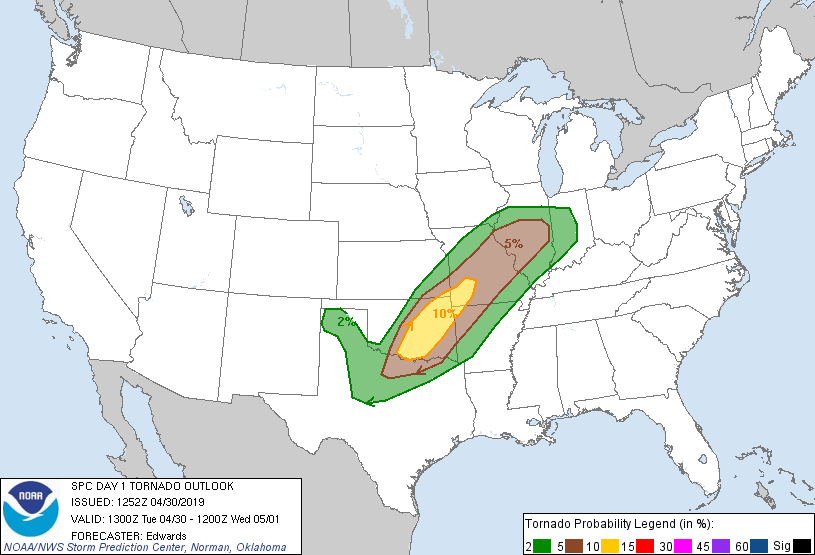 5%
10%
2%
NOAA
SPC DAY 1 TORNADO OUTLOOK
ISSUED: 1252Z 04/30/2019
VALID: 1300Z Tue 04/30 - 1200Z Wed 05/01
FORECASTER: Edwards
NOAA/NWS Storm Prediction Center, Norman, Oklahoma
Tornado Probability Legend (in %):
2 5 10 15 30 45 60 Sig